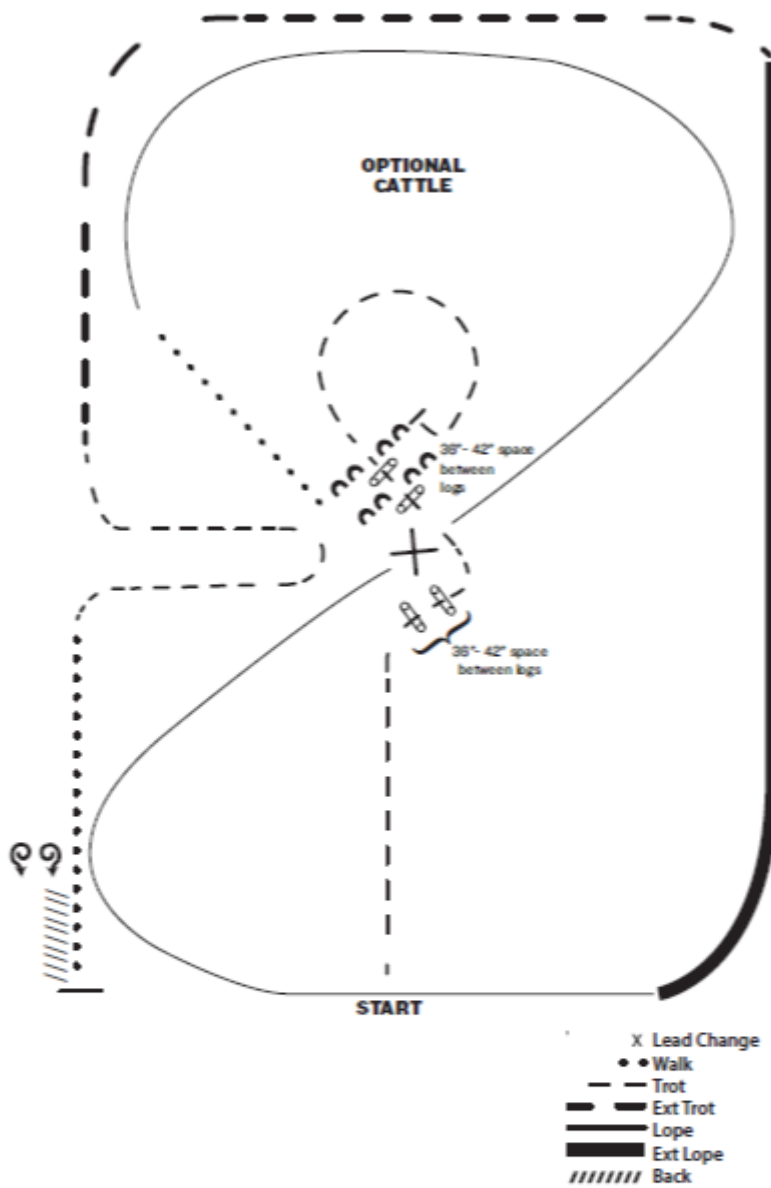 OPTIONAL
CATTLE
36"- 42" space
between
logs
36"- 42" space
between logs
START
X Lead Change
Walk
Trot
Ext Trot
Lope
Ext Lope
Back